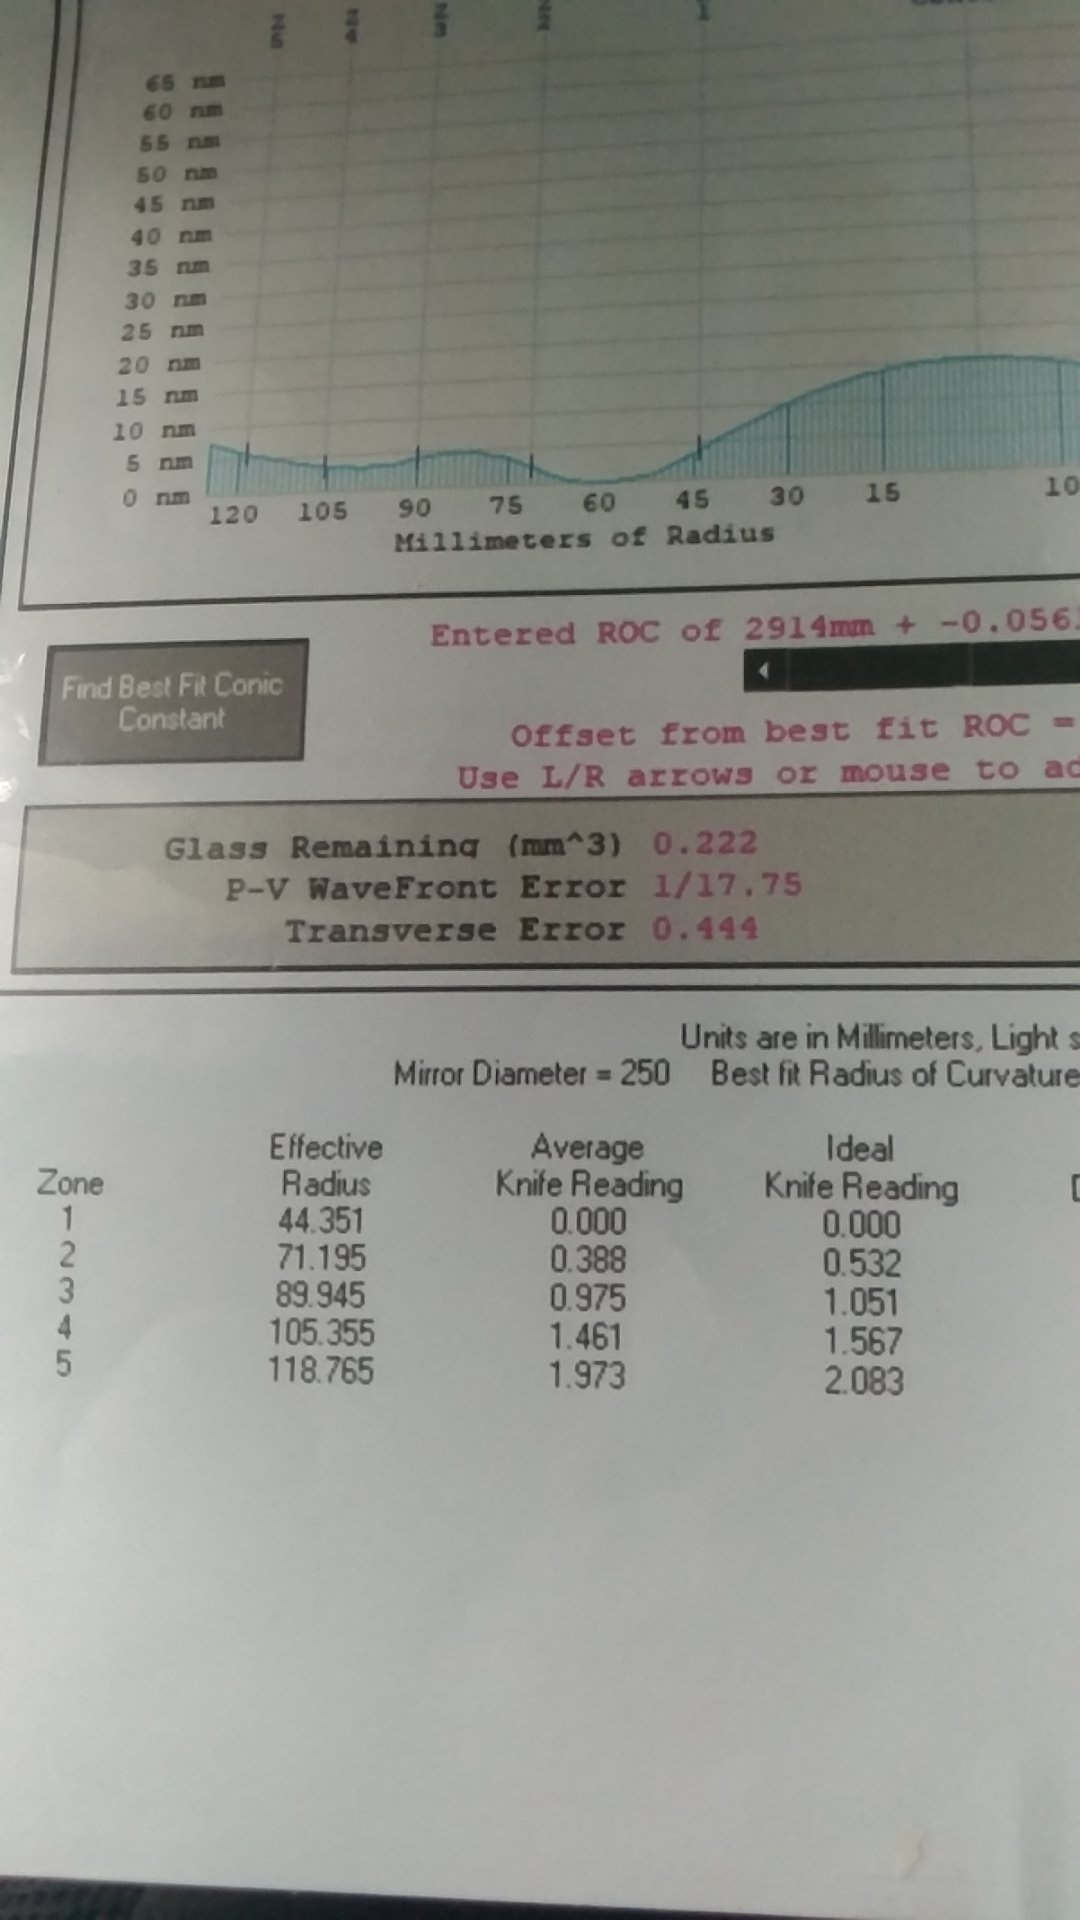 Z5 Z4 Z3 Z2
65 nm
60 nm
55 nm
50 nm
45 nm
40 nm
35 nm
30 nm
25 nm
20 nm
15 nm
10 nm
5 nm
0 nm
120 105 90 75 60 45 30 15 10
Millimeters of Radius
Entered ROC of 2914mm + -0.056
Find Best Fit Conic
Constant
Offset from best fit ROC =
Use L/R arrows or mouse to ad
Glass Remaining (mm^3) 0.222
P-V WaveFront Error 1/17.75
Transverse Error 0.444
Units are in Millimeters, Light s
Mirror Diameter = 250 Best fit Radius of Curvature
Effective Average Ideal
Zone Radius Knife Reading Knife Reading
1 44.351 0.000 0.000
2 71.195 0.388 0.532
3 89.945 0.975 1.051
4 105.355 1.461 1.567
5 118.765 1.973 2.083